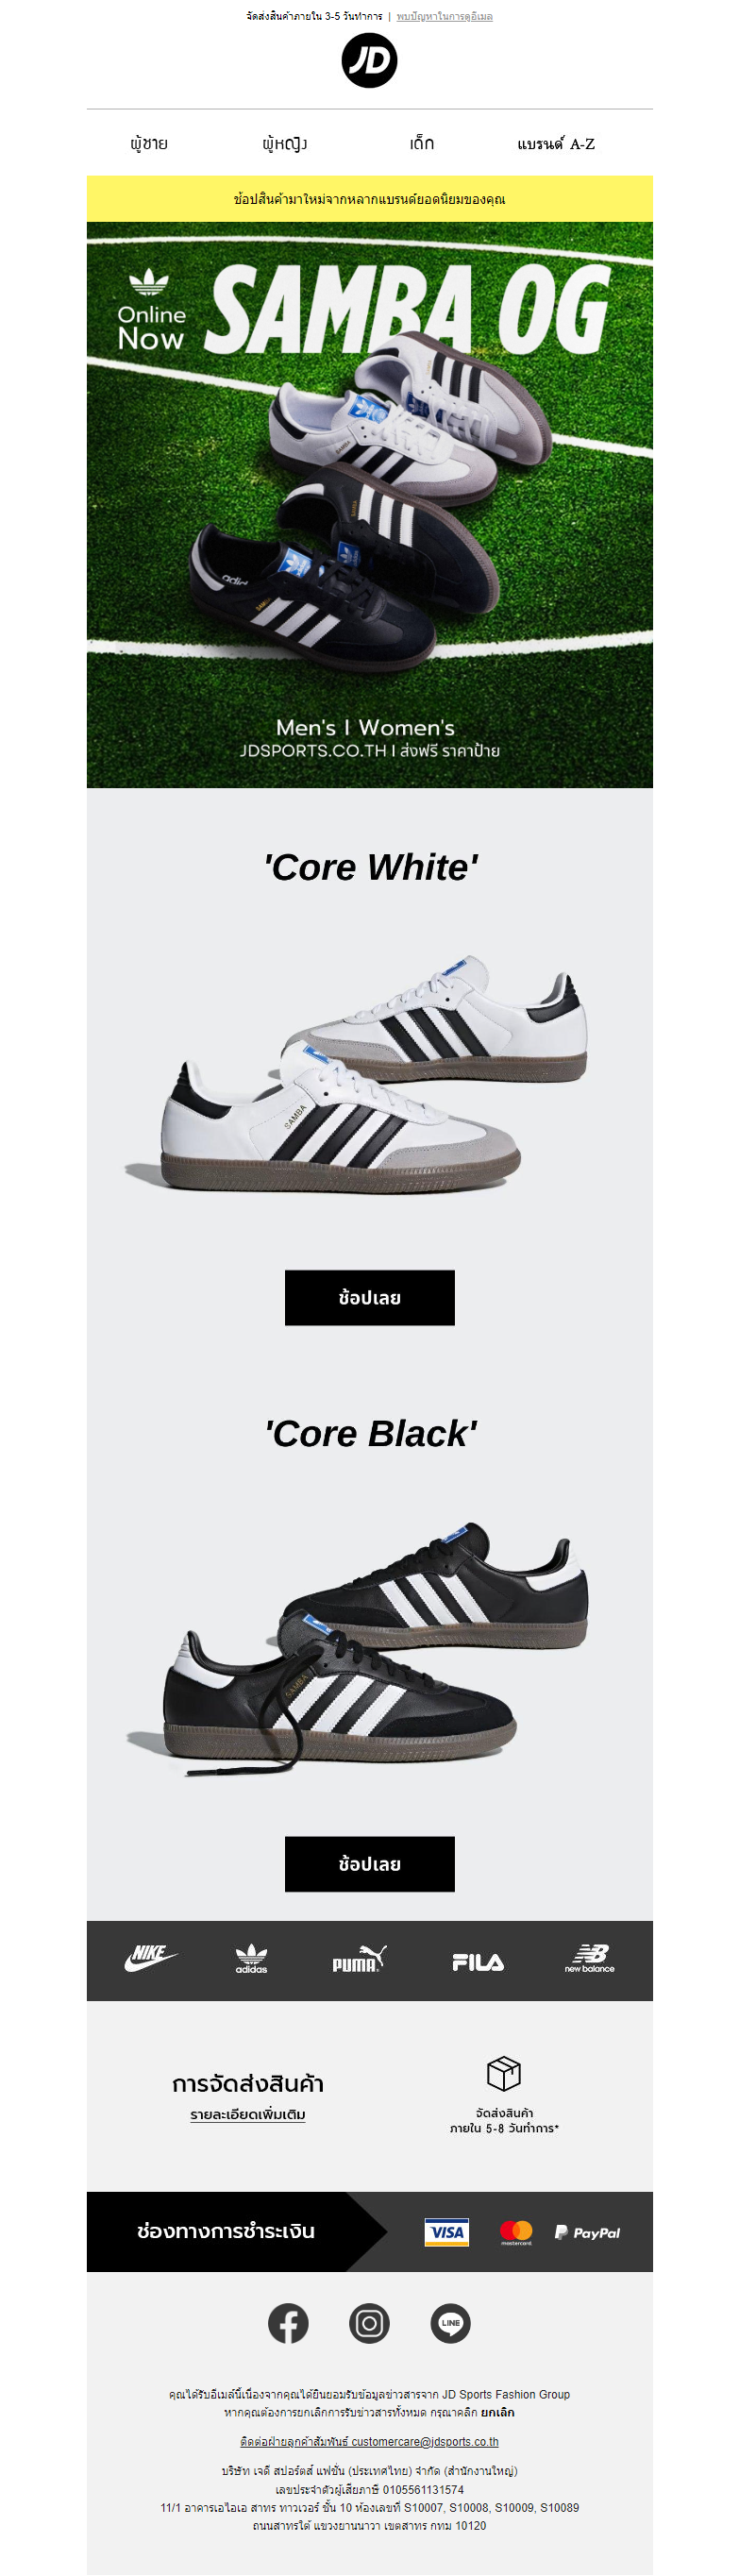 จัดส่งสินค้าภายใน 3-5 วันทำการ | พบปัญหาในการดูอีเมล
JD
ผู้ชาย ผู้หญิง เด็ก แบรนด์ A-Z
ช้อปสินค้ามาใหม่จากหลากแบรนด์ยอดนิยมของคุณ
Online Now
SAMBA OG
SAMBA
SAMBA
Men's I Women's
JDSPORTS.CO.TH I ส่งฟรี ราคาป้าย
'Core White'
SAMBA
ช้อปเลย
'Core Black'
SAMBA
ช้อปเลย
NIKE adidas PUMA FILA NB new balance
การจัดส่งสินค้า
รายละเอียดเพิ่มเติม
จัดส่งสินค้า
ภายใน 5-8 วันทำการ*
ช่องทางการชำระเงิน VISA mastercard PayPal
LINE
คุณได้รับอีเมล์นี้เนื่องจากคุณได้ยินยอมรับข้อมูลข่าวสารจาก JD Sports Fashion Group
หากคุณต้องการยกเลิกการรับข่าวสารทั้งหมด กรุณาคลิก ยกเลิก
ติดต่อฝ่ายลูกค้าสัมพันธ์ customercare@jdsports.co.th
บริษัท เจดี สปอร์ตส์ แฟชั่น (ประเทศไทย) จำกัด (สำนักงานใหญ่)
เลขประจำตัวผู้เสียภาษี 0105561131574
11/1 อาคารเอไอเอ สาทร ทาวเวอร์ ชั้น 10 ห้องเลขที่ S10007, S10008, S10009, S10089
ถนนสาทรใต้ แขวงยานนาวา เขตสาทร กทม 10120